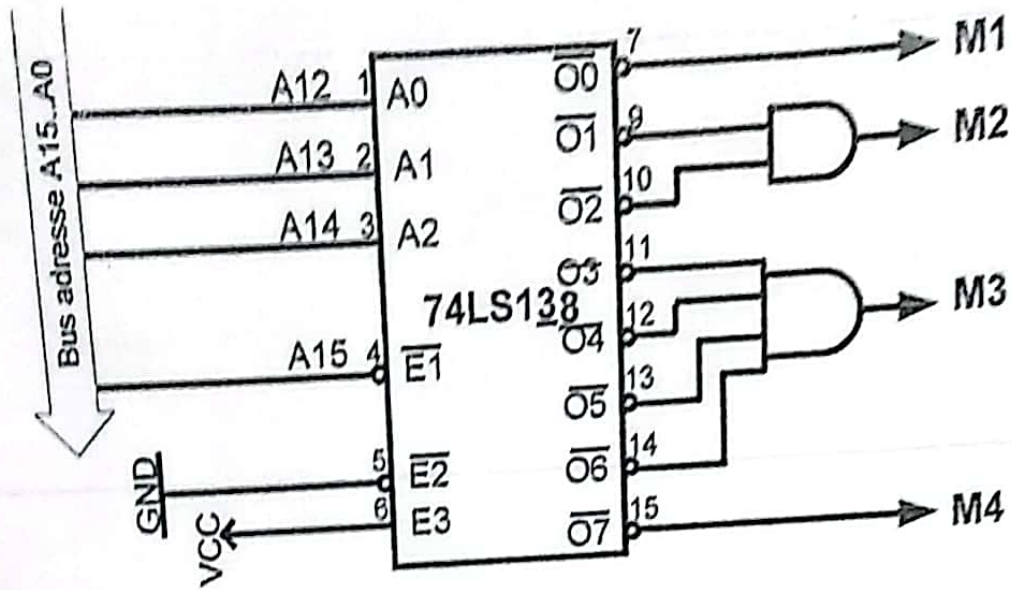 Bus adresse A15..A0
A12 1 A0
A13 2 A1
A14 3 A2
A15 4 E1
GND 5 E2
VCC 6 E3
74LS138
O0 7 M1
O1 9
O2 10
M2
O3 11
O4 12
O5 13
O6 14
M3
O7 15 M4